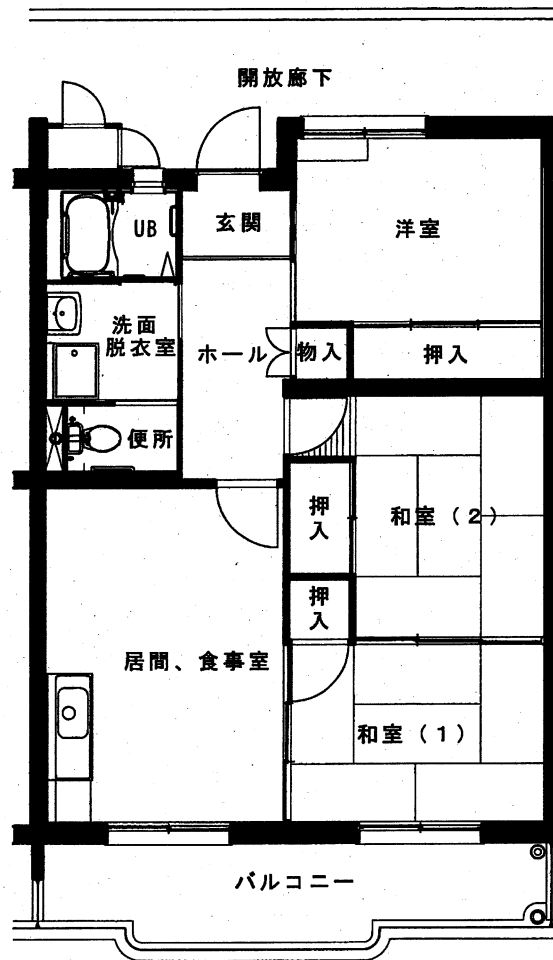 開放廊下
UB
玄関
洋室
洗面
脱衣室
ホール
物入
押入
便所
押
入
和室（２）
押
入
居間、食事室
和室（１）
バルコニー